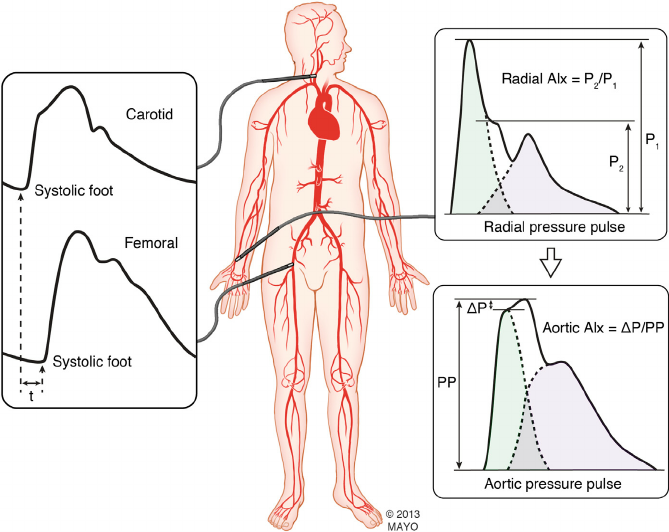 Carotid
Systolic foot
Femoral
Systolic foot
t
Radial AIx = P2/P1
P1
P2
Radial pressure pulse
ΔP
Aortic AIx = ΔP/PP
PP
Aortic pressure pulse
© 2013
MAYO